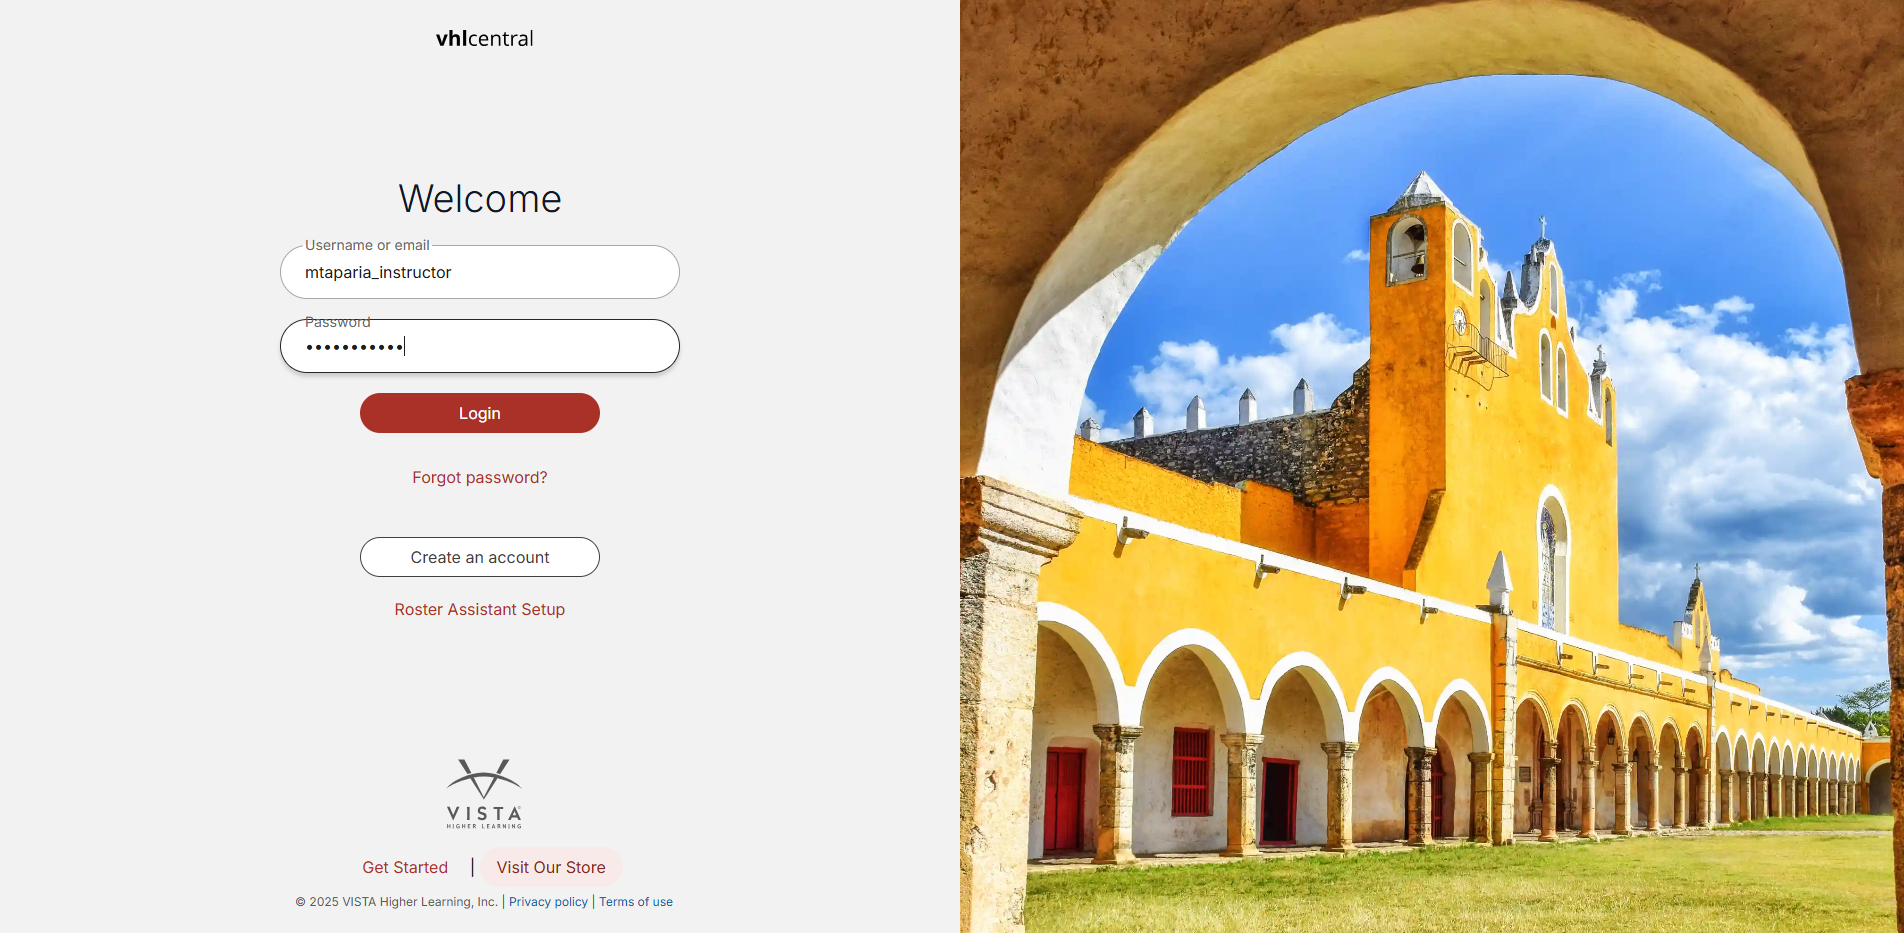 vhlcentral
Welcome
Username or email
mtaparia_instructor
Password
•••••••••••
Login
Forgot password?
Create an account
Roster Assistant Setup
VISTA
HIGHER LEARNING
Get Started | Visit Our Store
© 2025 VISTA Higher Learning, Inc. | Privacy policy | Terms of use